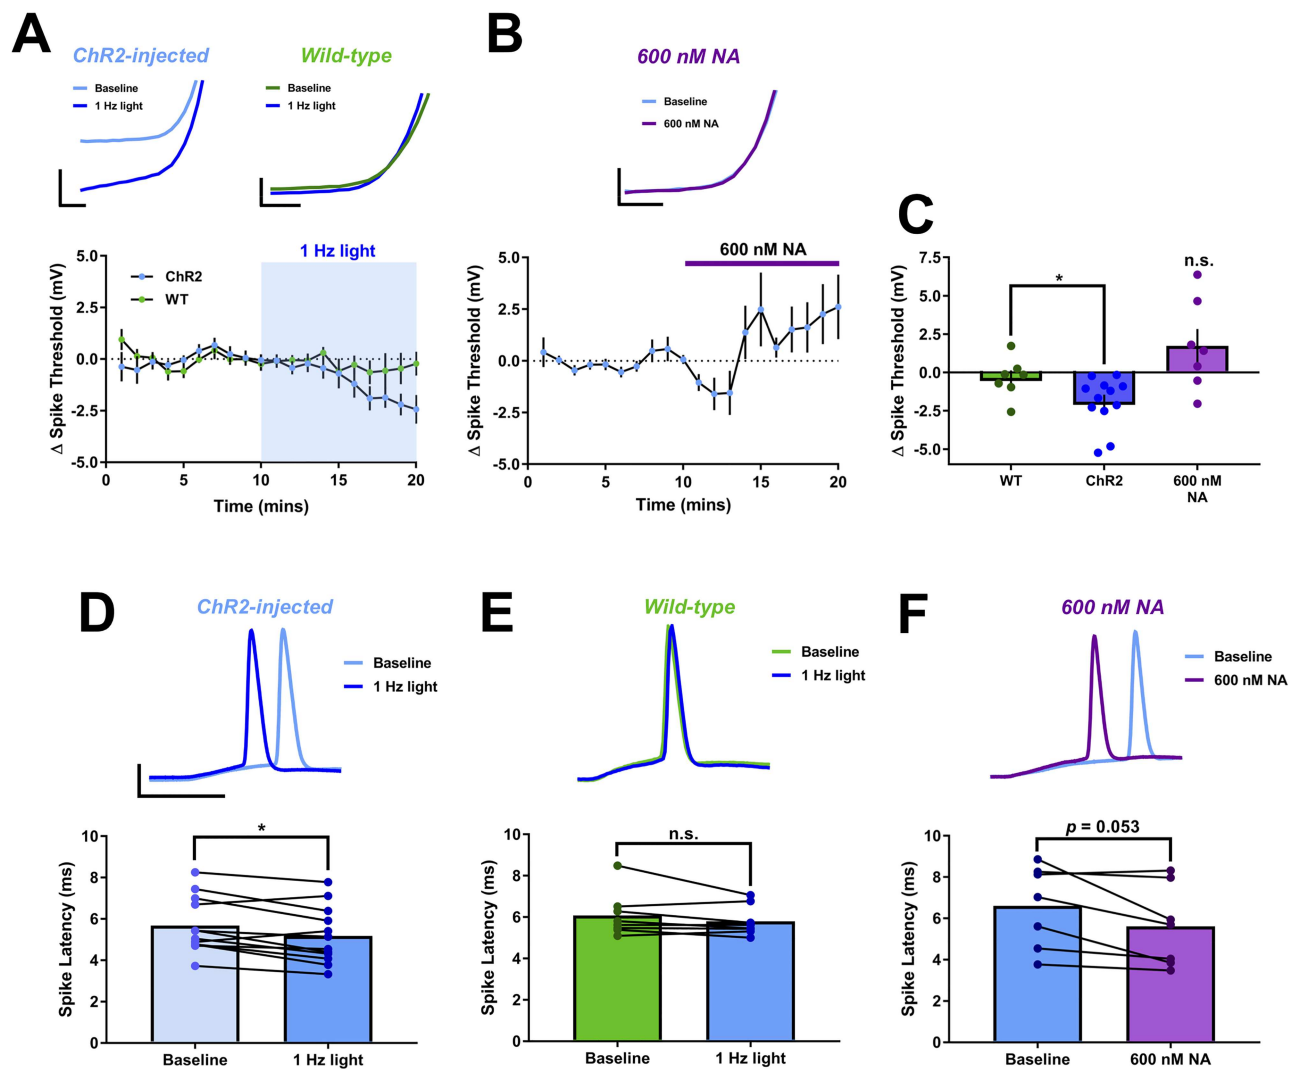 A
ChR2-injected
Baseline
1 Hz light
Wild-type
Baseline
1 Hz light
Δ Spike Threshold (mV)
5.0
2.5
0.0
-2.5
-5.0
ChR2
WT
1 Hz light
0
5
10
15
20
Time (mins)
B
600 nM NA
Baseline
600 nM NA
Δ Spike Threshold (mV)
5.0
2.5
0.0
-2.5
-5.0
600 nM NA
0
5
10
15
20
Time (mins)
C
Δ Spike Threshold (mV)
7.5
5.0
2.5
0.0
-2.5
-5.0
*
n.s.
WT
ChR2
600 nM
NA
D
ChR2-injected
Baseline
1 Hz light
Spike Latency (ms)
10
8
6
4
2
0
*
Baseline
1 Hz light
E
Wild-type
Baseline
1 Hz light
Spike Latency (ms)
10
8
6
4
2
0
n.s.
Baseline
1 Hz light
F
600 nM NA
Baseline
600 nM NA
Spike Latency (ms)
10
8
6
4
2
0
p = 0.053
Baseline
600 nM NA